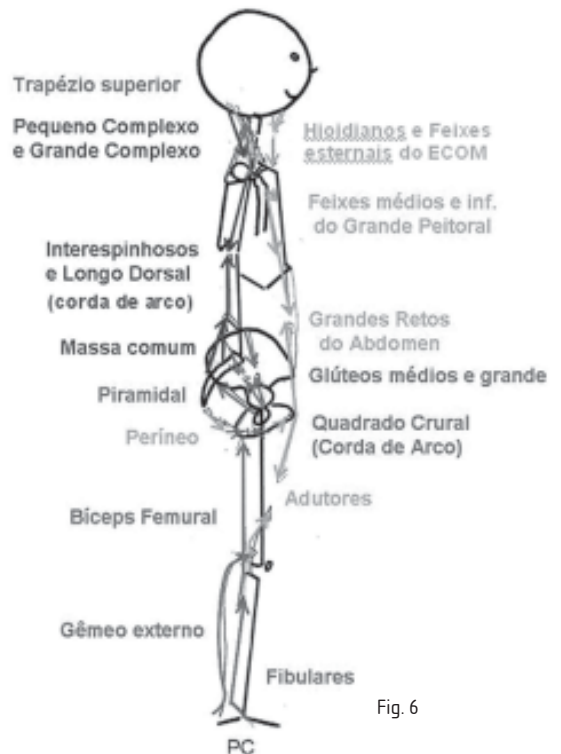 Trapézio superior
Pequeno Complexo
e Grande Complexo
Hioidianos e Feixes
esternais do ECOM
Feixes médios e inf.
do Grande Peitoral
Interespinhosos
e Longo Dorsal
(corda de arco)
Grandes Retos
do Abdomen
Massa comum
Glúteos médios e grande
Piramidal
Quadrado Crural
(Corda de Arco)
Períneo
Adutores
Bíceps Femural
Gêmeo externo
Fibulares
Fig. 6
PC